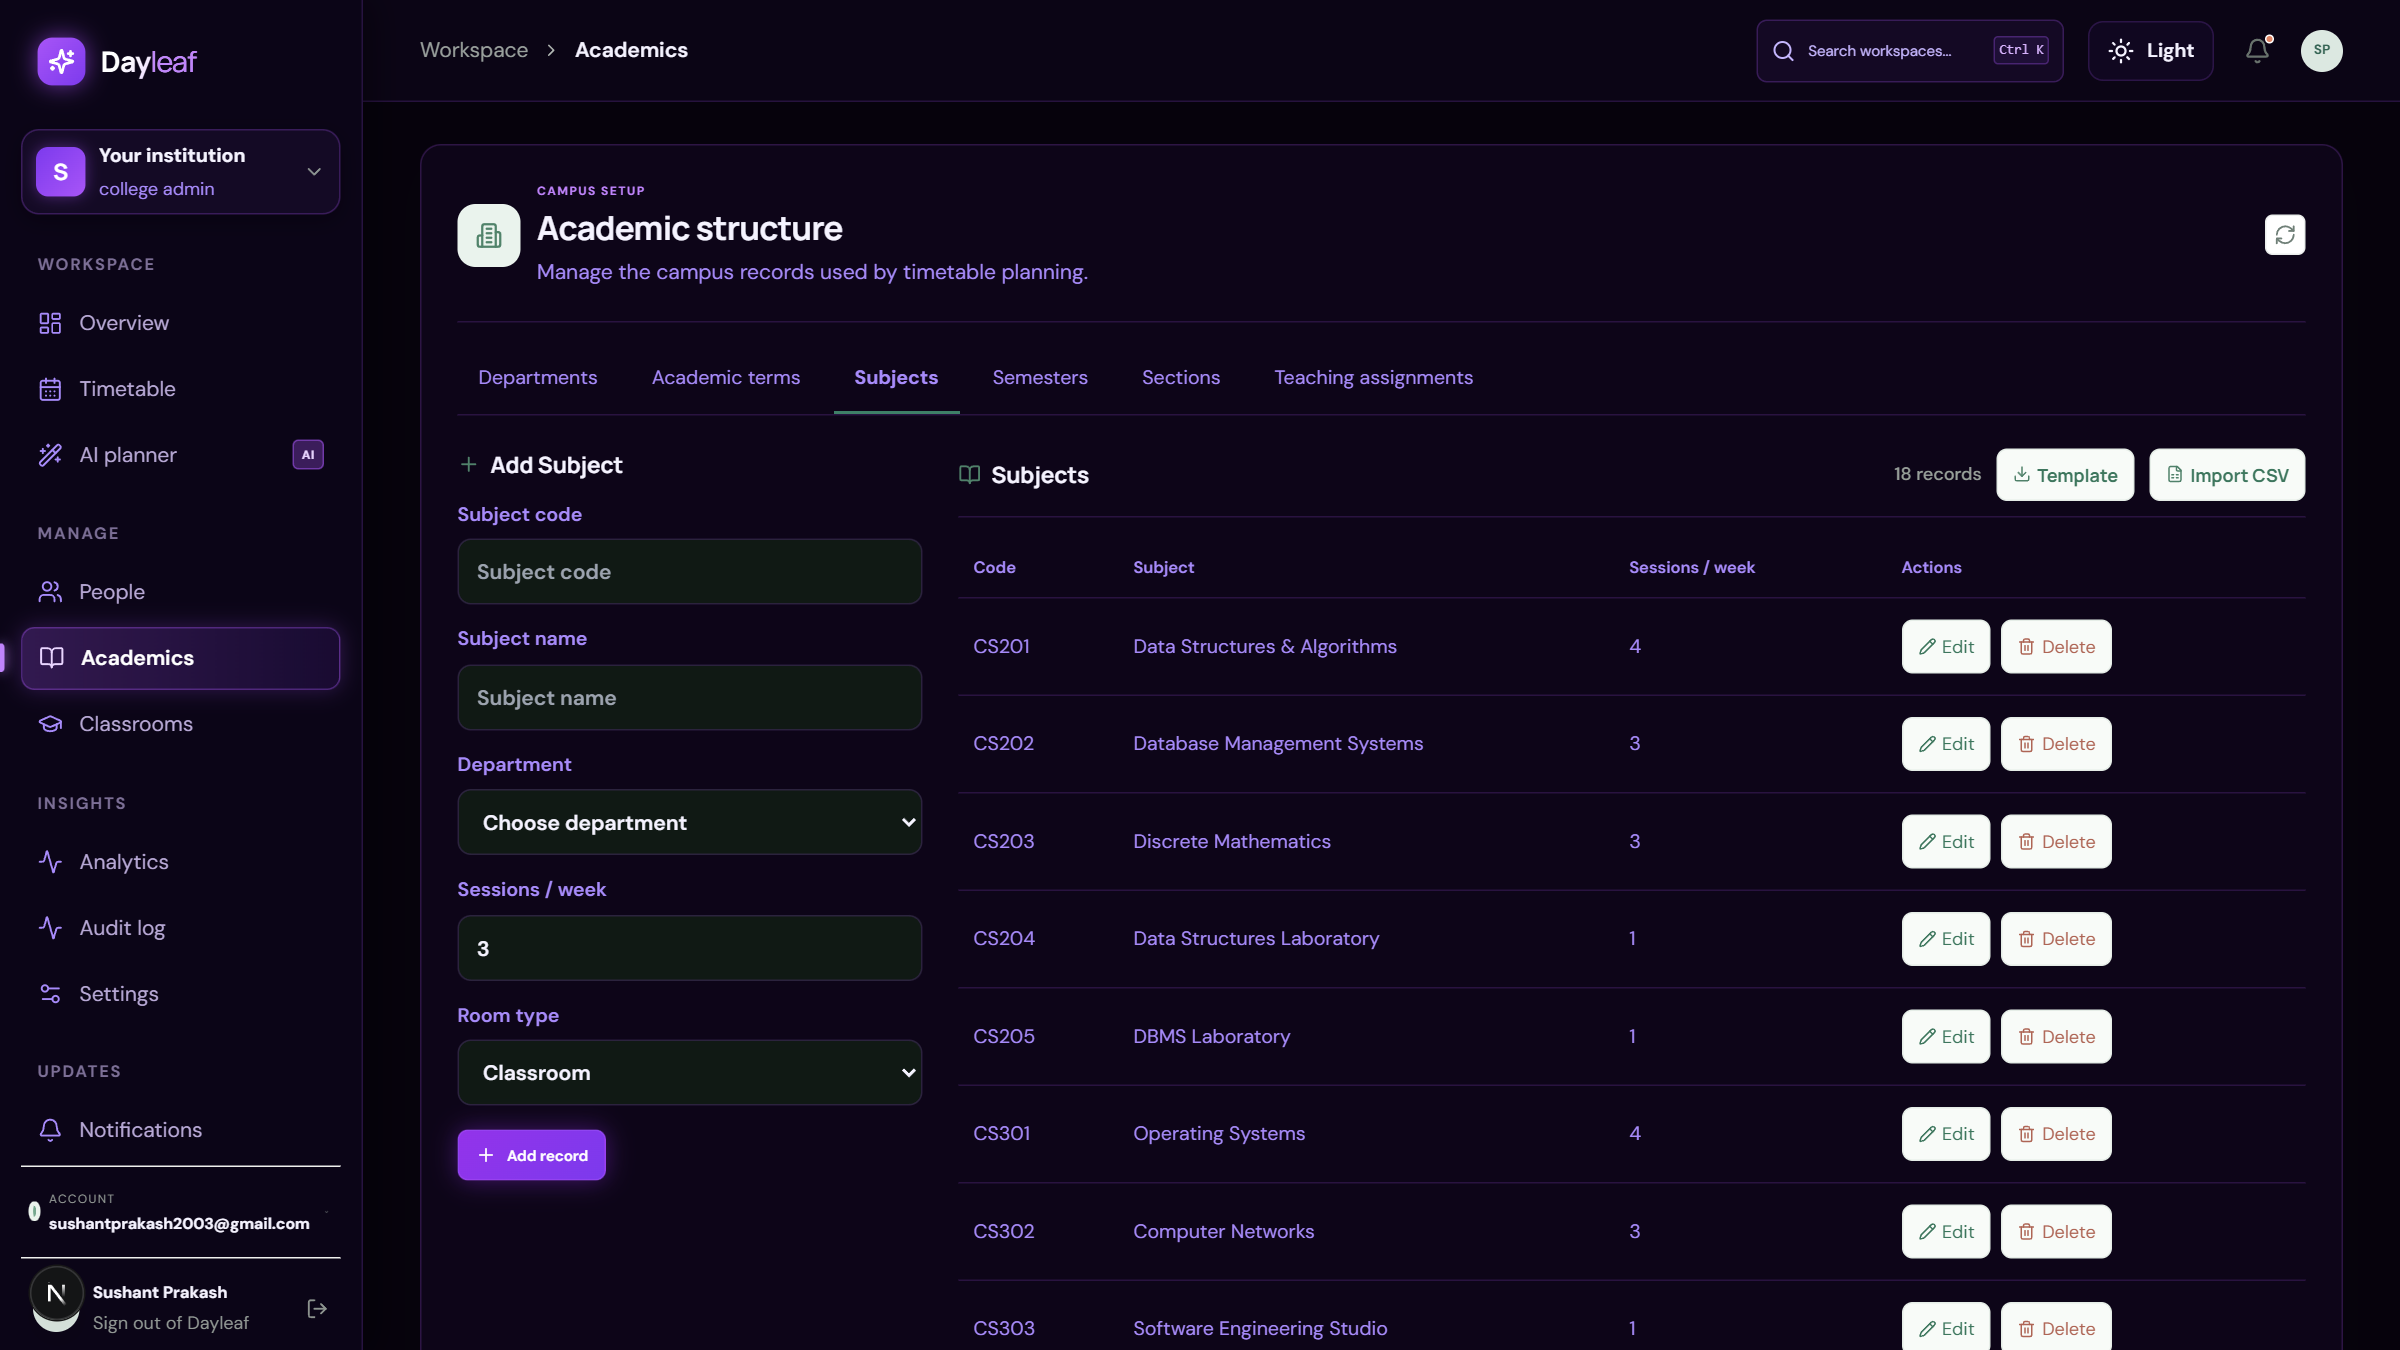 Dayleaf
S
Your institution
college admin
WORKSPACE
Overview
Timetable
AI planner
AI
MANAGE
People
Academics
Classrooms
INSIGHTS
Analytics
Audit log
Settings
UPDATES
Notifications
ACCOUNT
sushantprakash2003@gmail.com
N
Sushant Prakash
Sign out of Dayleaf
Workspace > Academics
Search workspaces...
Ctrl K
Light
SP
CAMPUS SETUP
Academic structure
Manage the campus records used by timetable planning.
Departments Academic terms Subjects Semesters Sections Teaching assignments
+ Add Subject
Subject code
Subject code
Subject name
Subject name
Department
Choose department
Sessions / week
3
Room type
Classroom
+ Add record
Subjects
18 records
Template
Import CSV
Code Subject Sessions / week Actions
CS201 Data Structures & Algorithms 4 Edit Delete
CS202 Database Management Systems 3 Edit Delete
CS203 Discrete Mathematics 3 Edit Delete
CS204 Data Structures Laboratory 1 Edit Delete
CS205 DBMS Laboratory 1 Edit Delete
CS301 Operating Systems 4 Edit Delete
CS302 Computer Networks 3 Edit Delete
CS303 Software Engineering Studio 1 Edit Delete